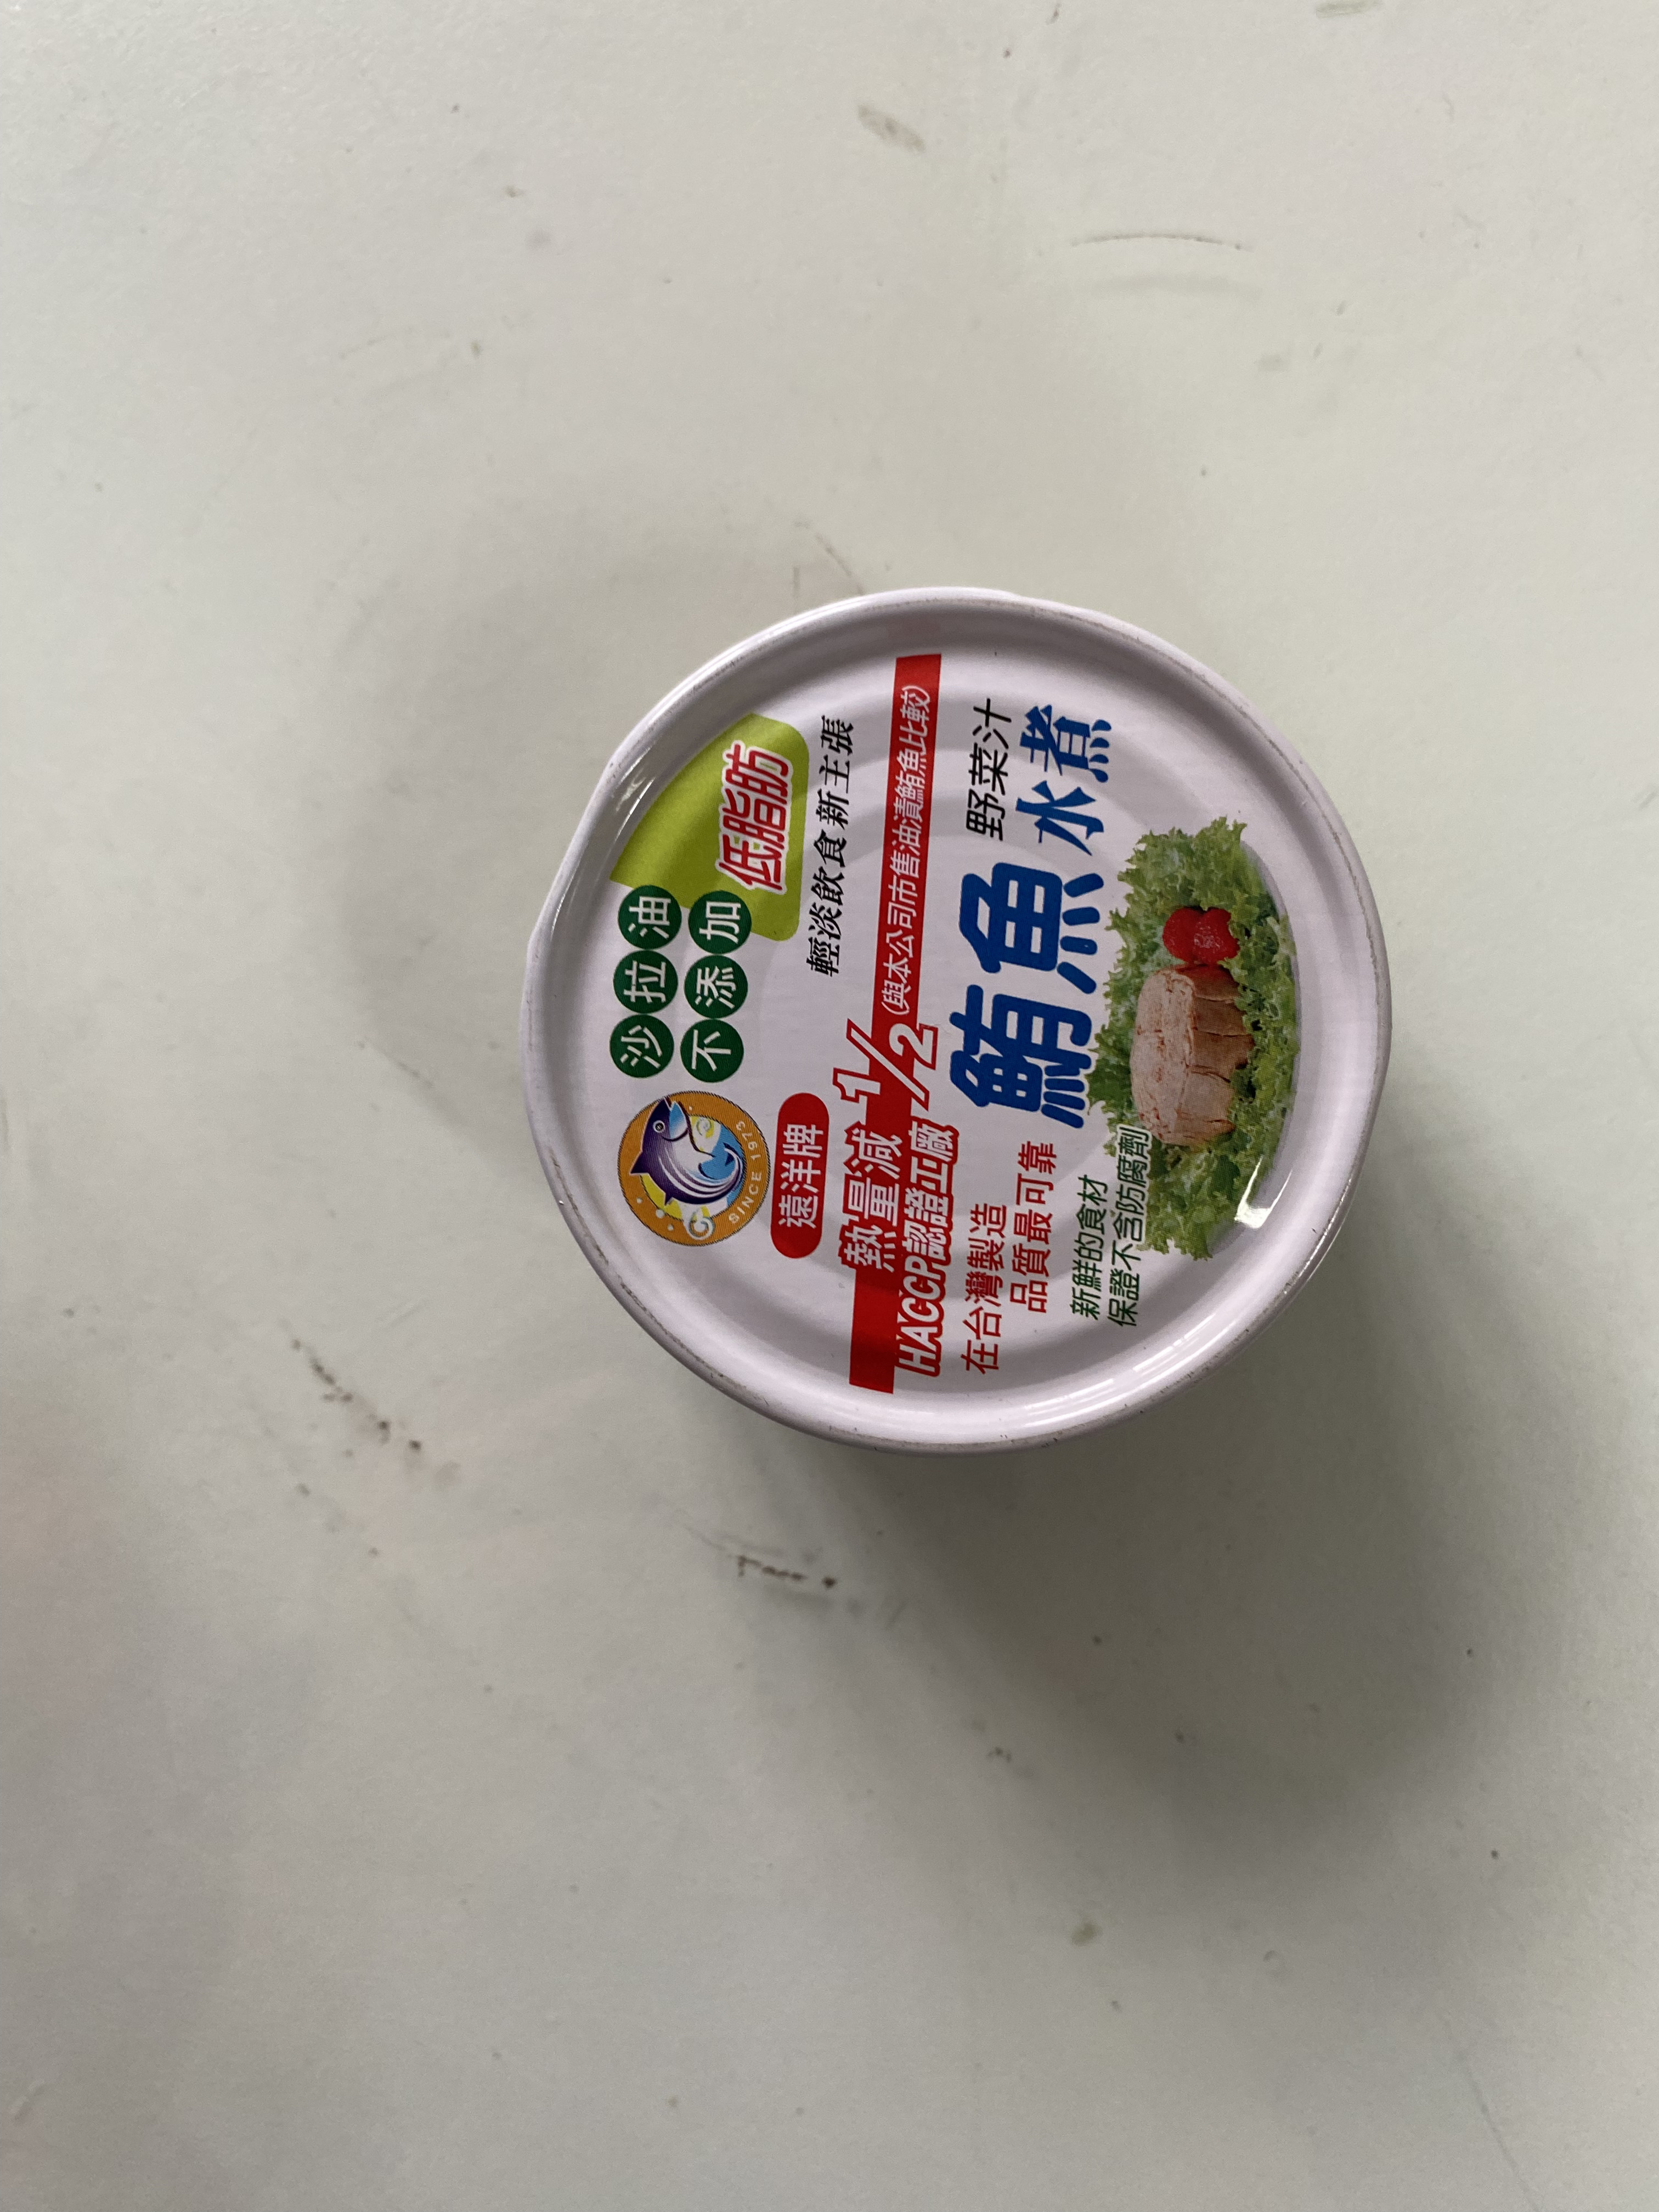 沙拉油
不添加
低脂肪
SINCE 1973
遠洋牌
輕淡飲食新主張
熱量減1/2(與本公司市售油漬鮪魚比較)
HACCP認證工廠
在台灣製造
品質最可靠
野菜汁
鮪魚水煮
新鮮的食材
保證不含防腐劑